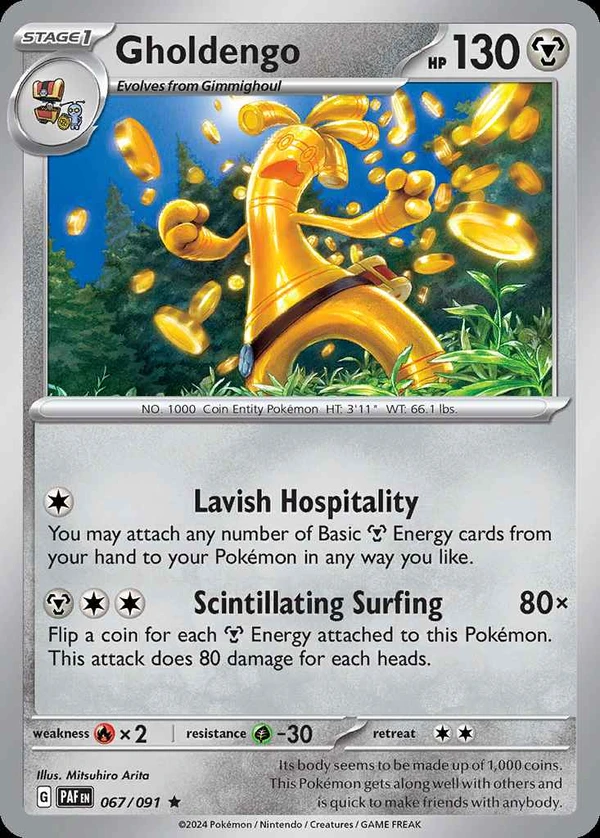 STAGE1
Gholdengo
HP 130
Evolves from Gimmighoul
NO. 1000 Coin Entity Pokémon HT: 3'11" WT: 66.1 lbs.
Lavish Hospitality
You may attach any number of Basic Energy cards from
your hand to your Pokémon in any way you like.
Scintillating Surfing 80×
Flip a coin for each Energy attached to this Pokémon.
This attack does 80 damage for each heads.
weakness ×2 resistance -30 retreat
Illus. Mitsuhiro Arita
G PAF EN 067/091 ★
Its body seems to be made up of 1,000 coins.
This Pokémon gets along well with others and
is quick to make friends with anybody.
©2024 Pokémon / Nintendo / Creatures / GAME FREAK